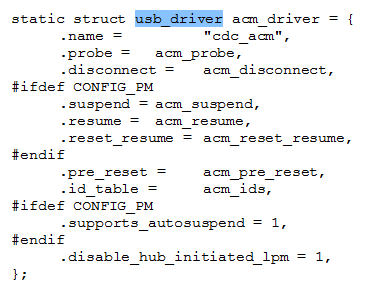 static struct usb_driver acm_driver = {
.name = "cdc_acm",
.probe = acm_probe,
.disconnect = acm_disconnect,
#ifdef CONFIG_PM
.suspend = acm_suspend,
.resume = acm_resume,
.reset_resume = acm_reset_resume,
#endif
.pre_reset = acm_pre_reset,
.id_table = acm_ids,
#ifdef CONFIG_PM
.supports_autosuspend = 1,
#endif
.disable_hub_initiated_lpm = 1,
};